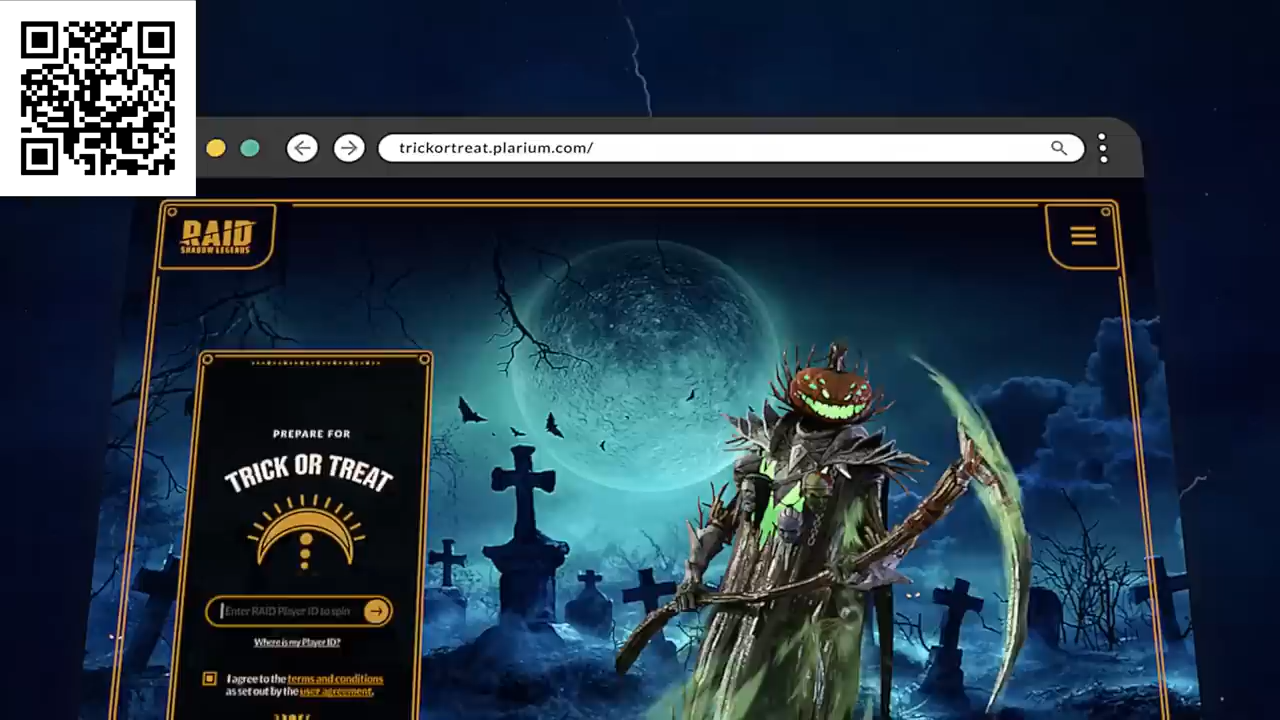 trickortreat.plarium.com/
RAID
SHADOW LEGENDS
PREPARE FOR
TRICK OR TREAT
Enter RAID Player ID to spin
Where is my Player ID?
I agree to the terms and conditions
as set out by the user agreement.